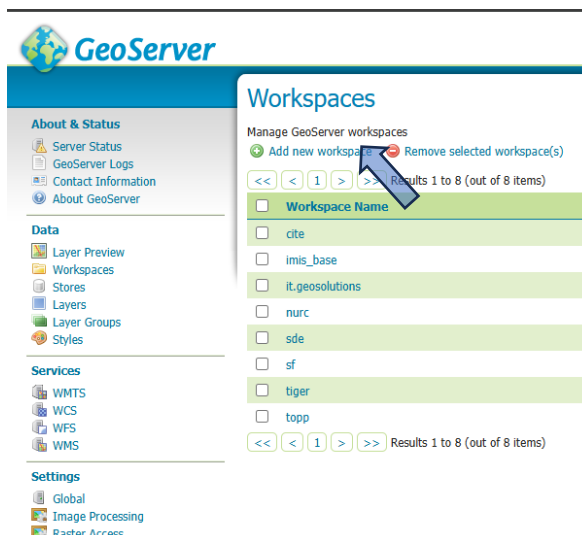 GeoServer
About & Status
Server Status
GeoServer Logs
Contact Information
About GeoServer
Data
Layer Preview
Workspaces
Stores
Layers
Layer Groups
Styles
Services
WMTS
WCS
WFS
WMS
Settings
Global
Image Processing
Raster Access
Workspaces
Manage GeoServer workspaces
Add new workspace Remove selected workspace(s)
<< < 1 > >> Results 1 to 8 (out of 8 items)
Workspace Name
cite
imis_base
it.geosolutions
nurc
sde
sf
tiger
topp
<< < 1 > >> Results 1 to 8 (out of 8 items)